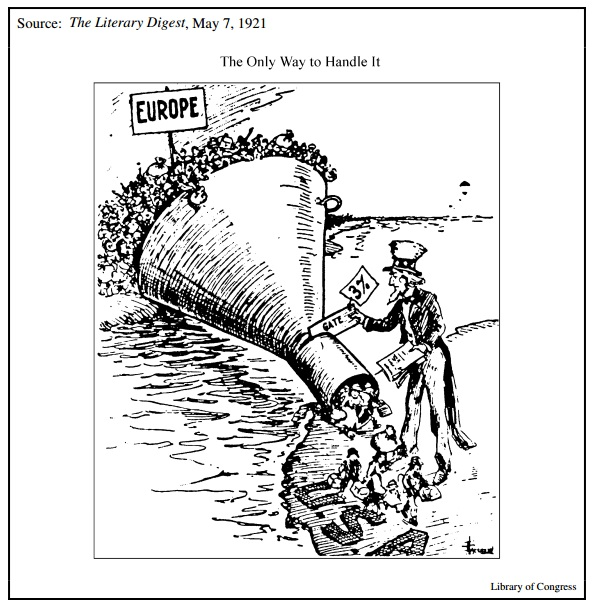 Source: The Literary Digest, May 7, 1921
The Only Way to Handle It
EUROPE
3%
GATE
U.S.A.
Library of Congress